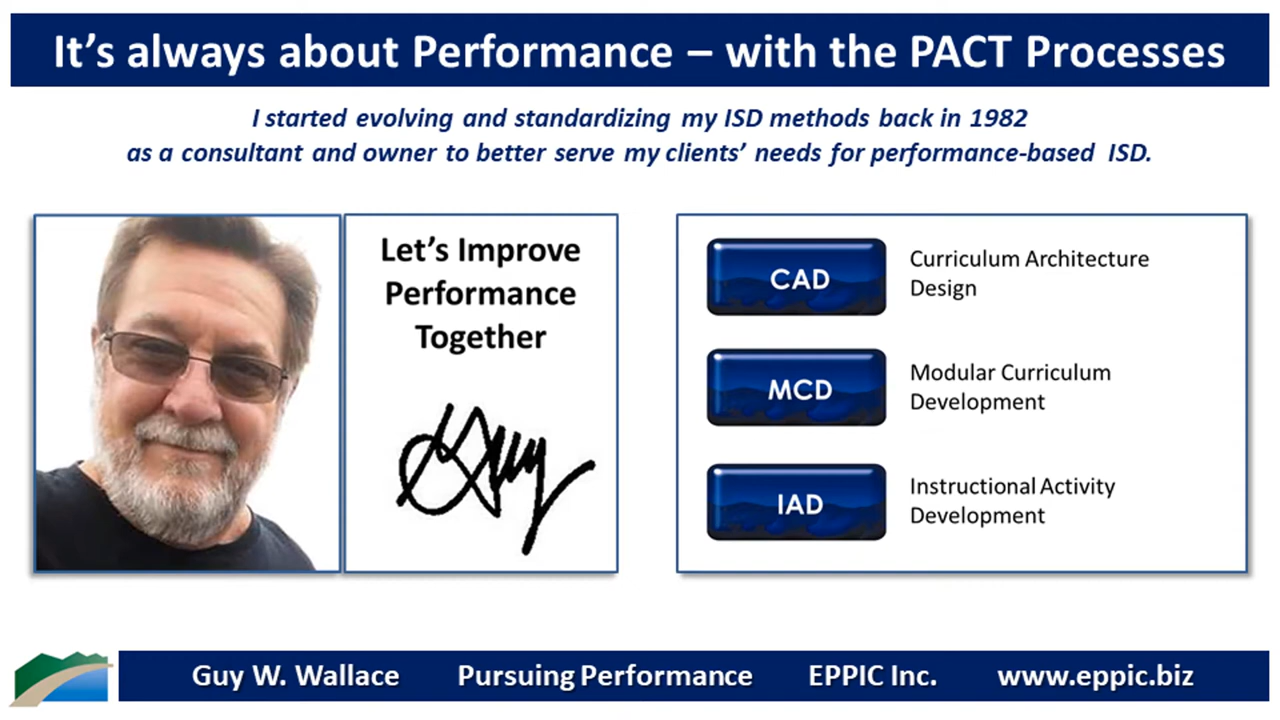 It's always about Performance – with the PACT Processes
I started evolving and standardizing my ISD methods back in 1982
as a consultant and owner to better serve my clients' needs for performance-based ISD.
Let's Improve
Performance
Together
Guy
CAD
Curriculum Architecture
Design
MCD
Modular Curriculum
Development
IAD
Instructional Activity
Development
Guy W. Wallace Pursuing Performance EPPIC Inc. www.eppic.biz